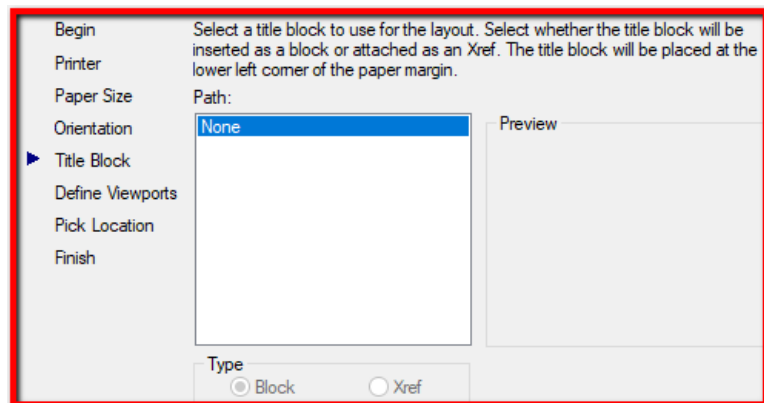 Begin
Printer
Paper Size
Orientation
Title Block
Define Viewports
Pick Location
Finish
Select a title block to use for the layout. Select whether the title block will be
inserted as a block or attached as an Xref. The title block will be placed at the
lower left corner of the paper margin.
Path:
None
Preview
Type
Block
Xref